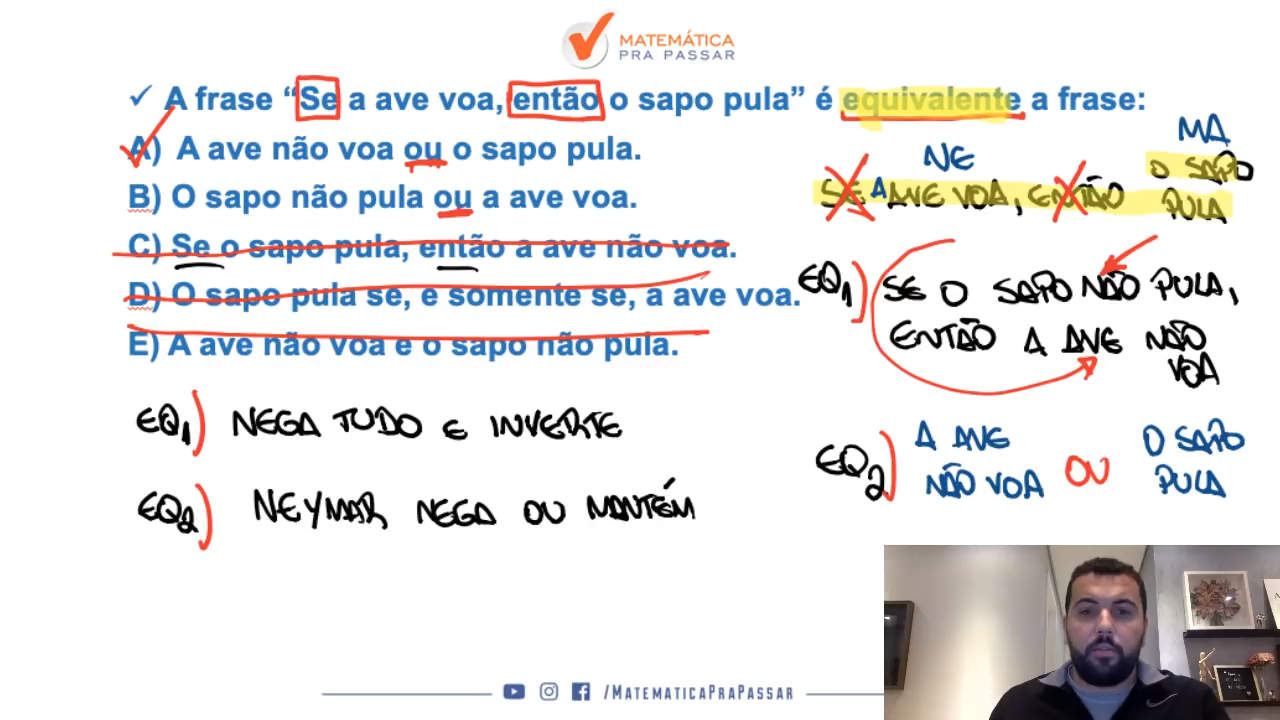 MATEMÁTICA
PRA PASSAR
✓ A frase “Se a ave voa, então o sapo pula” é equivalente a frase:
A) A ave não voa ou o sapo pula.
B) O sapo não pula ou a ave voa.
C) Se o sapo pula, então a ave não voa.
D) O sapo pula se, e somente se, a ave voa.
E) A ave não voa e o sapo não pula.
NE
MA
SE A AVE VOA, ENTÃO
O SAPO
PULA
EQ1) SE O SAPO NÃO PULA,
ENTÃO A AVE NÃO
VOA
EQ1) NEGA TUDO E INVERTE
EQ2) NEYMAR NEGA OU MANTÉM
EQ2) A AVE
NÃO VOA
OU
O SAPO
PULA
/MATEMATICAPRAPASSAR